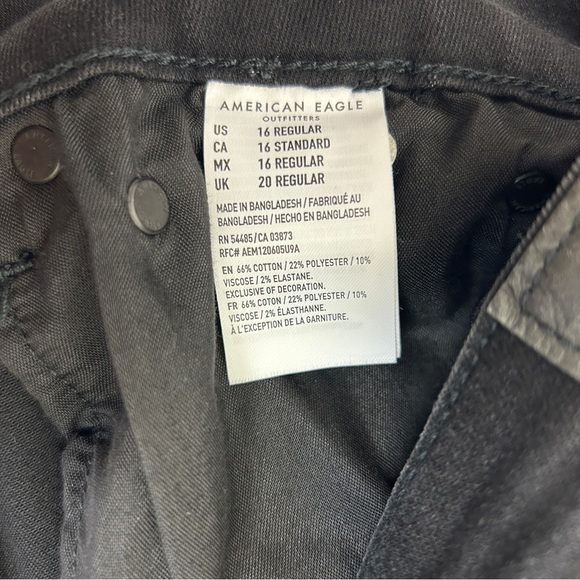 AMERICAN EAGLE
OUTFITTERS
US 16 REGULAR
CA 16 STANDARD
MX 16 REGULAR
UK 20 REGULAR
MADE IN BANGLADESH / FABRIQUÉ AU
BANGLADESH / HECHO EN BANGLADESH
RN 54485/CA 03873
RFC# AEM120605U9A
EN 66% COTTON / 22% POLYESTER / 10%
VISCOSE / 2% ELASTANE.
EXCLUSIVE OF DECORATION.
FR 66% COTON / 22% POLYESTER / 10%
VISCOSE / 2% ÉLASTHANNE.
À L'EXCEPTION DE LA GARNITURE.